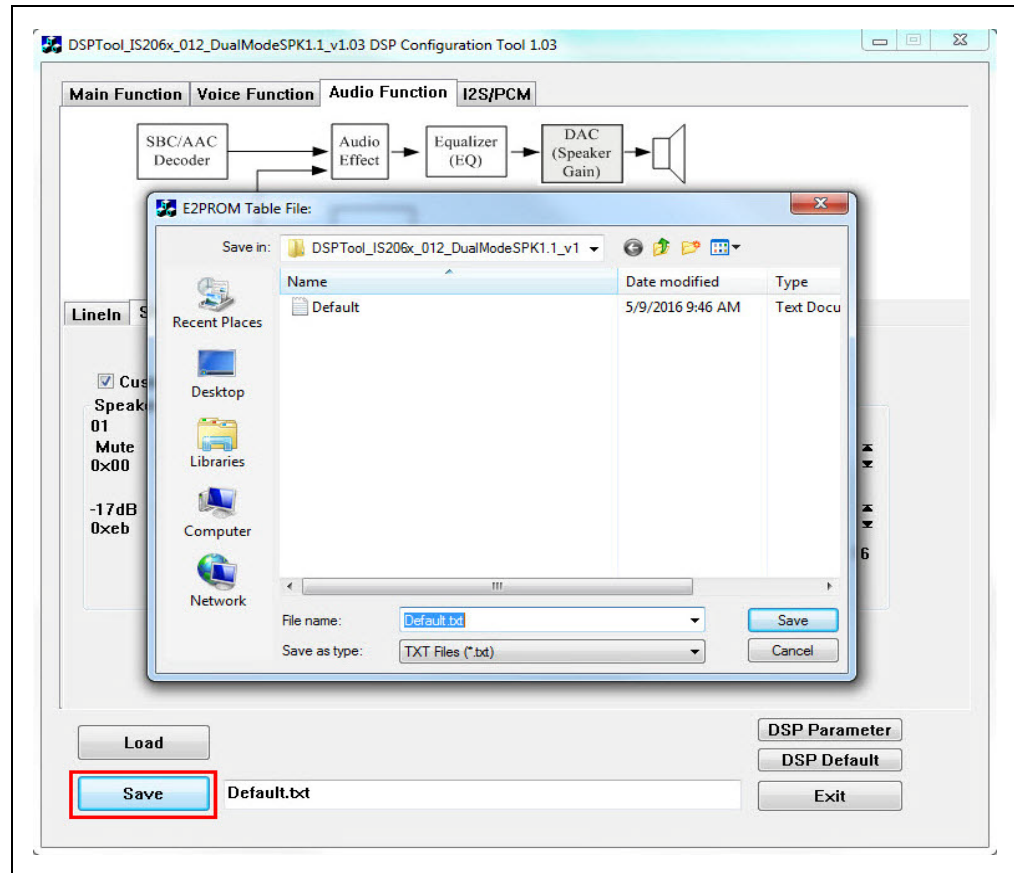 DSPTool_IS206x_012_DualModeSPK1.1_v1.03 DSP Configuration Tool 1.03
Main Function Voice Function Audio Function I2S/PCM
SBC/AAC
Decoder
Audio
Effect
Equalizer
(EQ)
DAC
(Speaker
Gain)
E2PROM Table File:
Save in: DSPTool_IS206x_012_DualModeSPK1.1_v1
Name Date modified Type
Default 5/9/2016 9:46 AM Text Docu
Recent Places
Desktop
Libraries
Computer
Network
File name: Default.txt Save
Save as type: TXT Files (*.txt) Cancel
LineIn S
Cus
Speak
01
Mute
0x00
-17dB
0xeb
6
Load
Save Default.txt
DSP Parameter
DSP Default
Exit